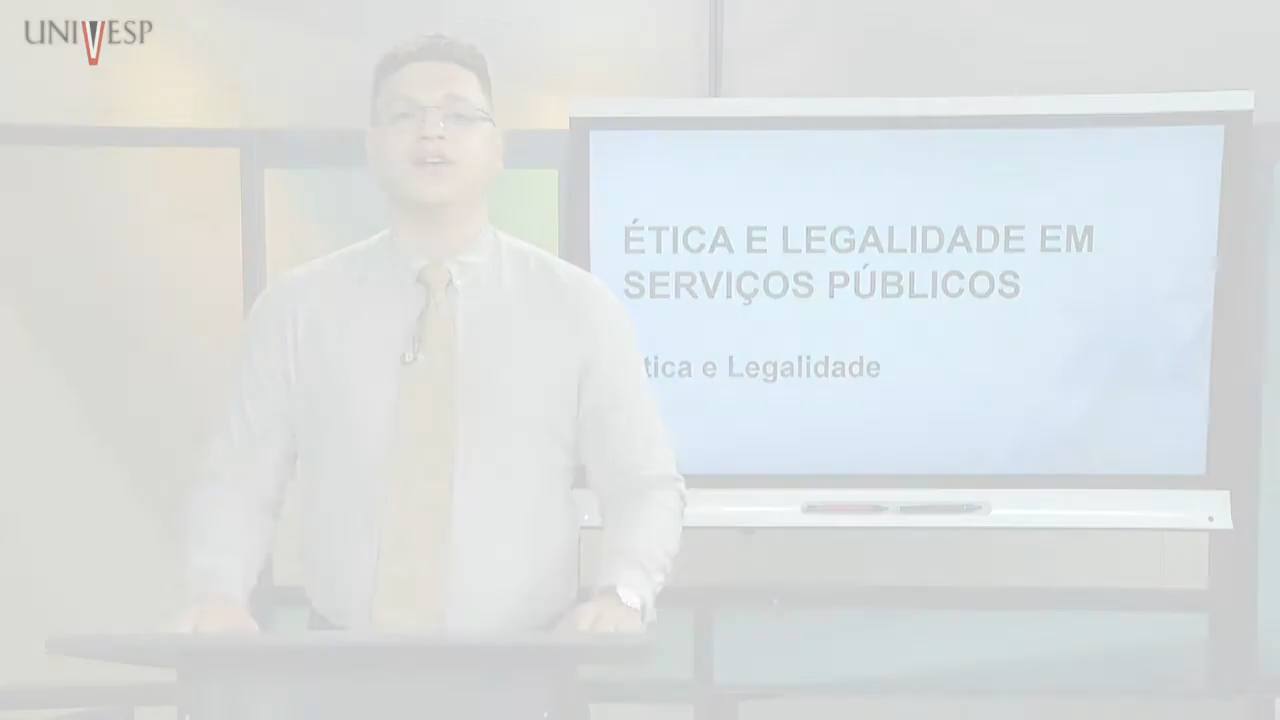 UNIVESP
ÉTICA E LEGALIDADE EM
SERVIÇOS PÚBLICOS
tica e Legalidade